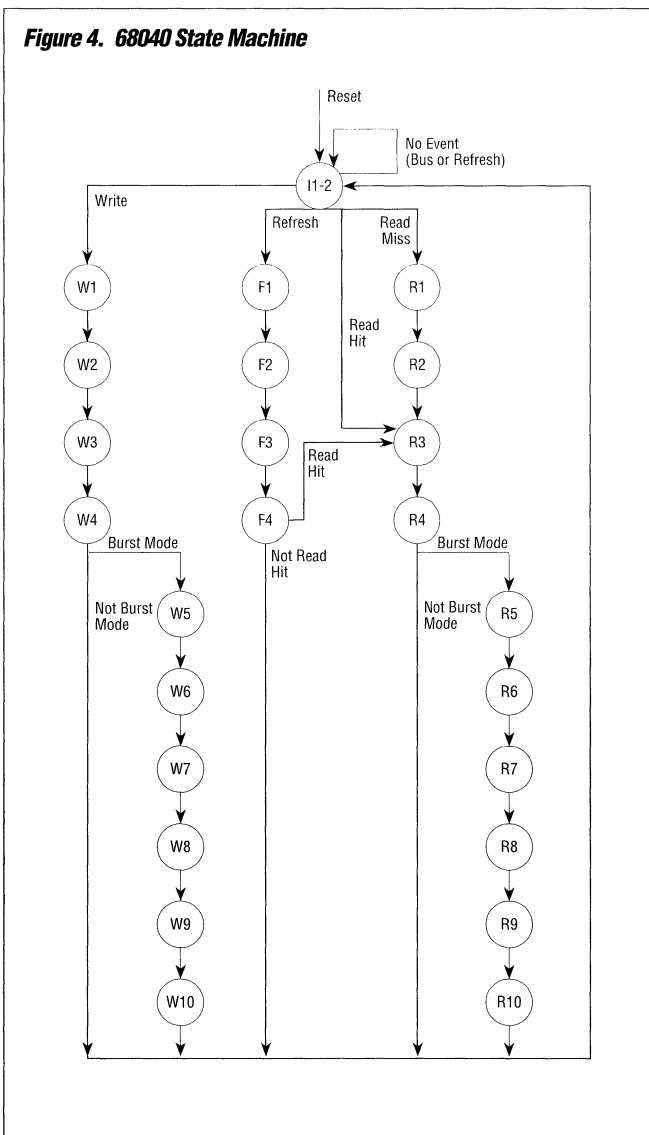 Figure 4. 68040 State Machine
Reset
No Event
(Bus or Refresh)
I1-2
Write
Refresh
Read
Miss
W1
F1
R1
Read
Hit
W2
F2
R2
W3
F3
R3
Read
Hit
W4
F4
R4
Burst Mode
Not Read
Hit
Burst Mode
Not Burst
Mode
W5
Not Burst
Mode
R5
W6
R6
W7
R7
W8
R8
W9
R9
W10
R10